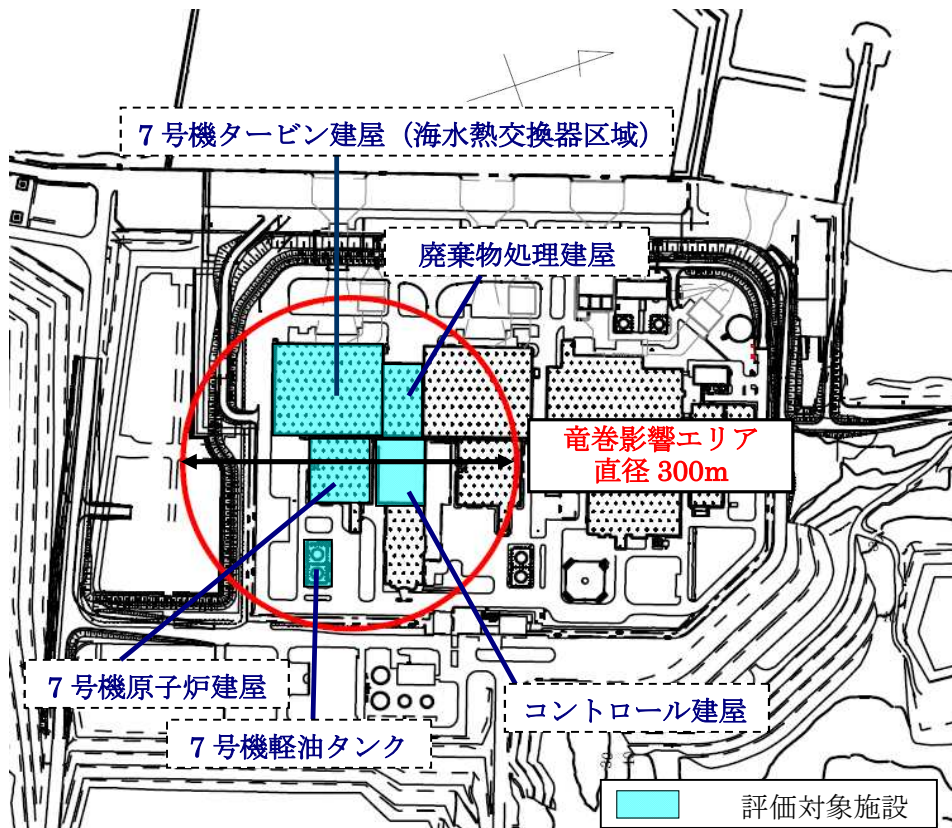 7号機タービン建屋（海水熱交換器区域）
廃棄物処理建屋
竜巻影響エリア
直径 300m
7号機原子炉建屋
コントロール建屋
7号機軽油タンク
評価対象施設